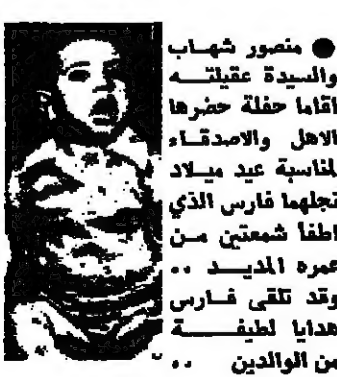 ● منصور شهاب
والسيدة عقيلته
اقاما حفلة حضرها
الاهل والاصدقاء
لمناسبة عيد ميلاد
نجلهما فارس الذي
اطفأ شمعتين من
عمره المديد ..
وقد تلقى فارس
هدايا لطيفة
من الوالدين ..